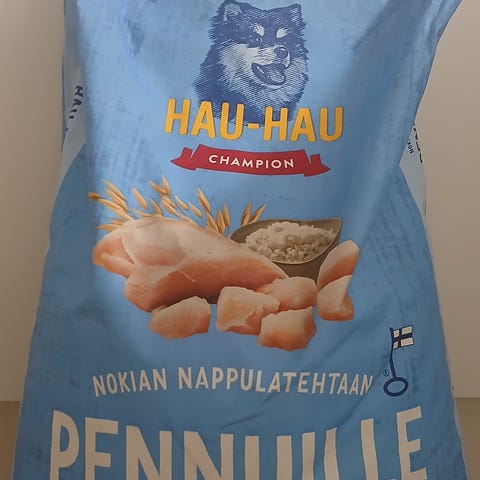 HAU-HAU
CHAMPION
NOKIAN NAPPULATEHTAAN
PENNUILLE